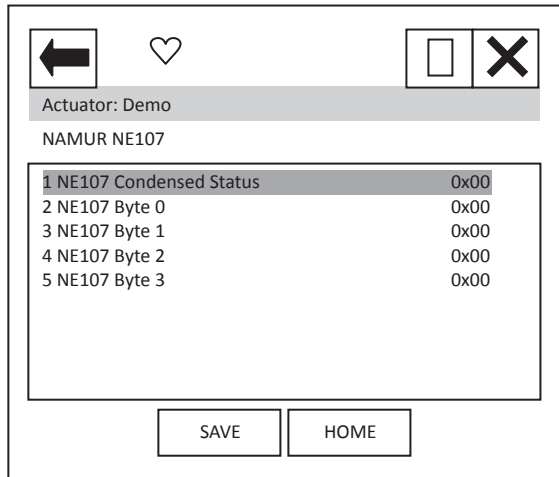 Actuator: Demo
NAMUR NE107
1 NE107 Condensed Status 0x00
2 NE107 Byte 0 0x00
3 NE107 Byte 1 0x00
4 NE107 Byte 2 0x00
5 NE107 Byte 3 0x00
SAVE HOME